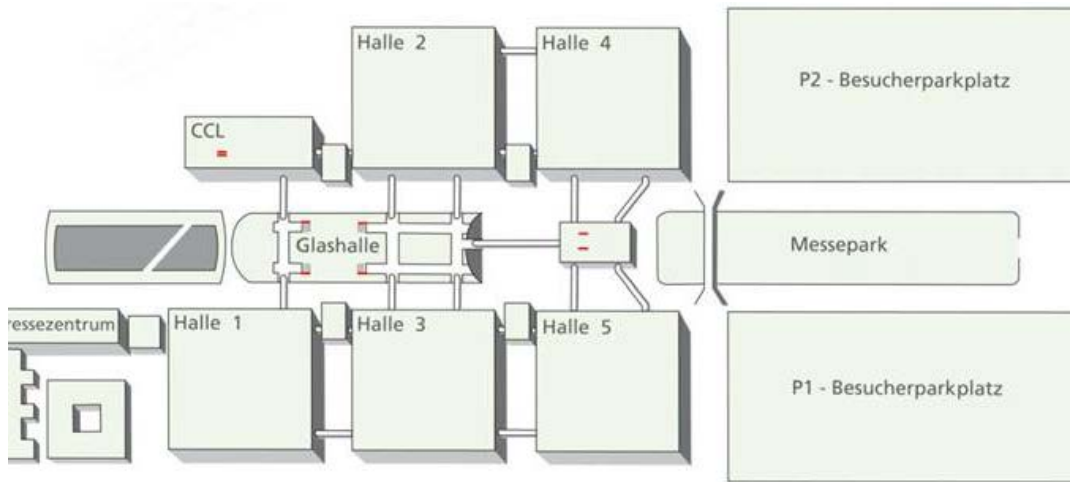 Halle 2
Halle 4
P2 - Besucherparkplatz
CCL
Glashalle
Messepark
ressezentrum
Halle 1
Halle 3
Halle 5
P1 - Besucherparkplatz